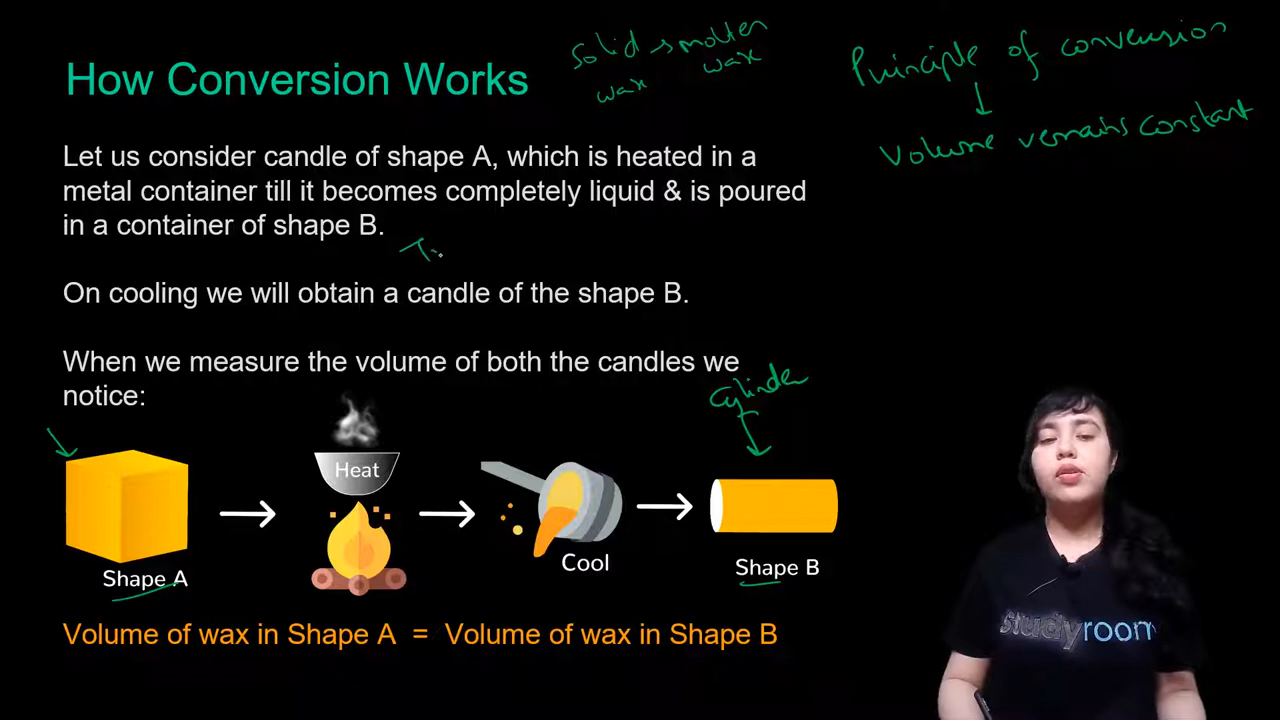 How Conversion Works
Solid → molten
wax wax
Principle of conversion
↓
Volume remains constant
Let us consider candle of shape A, which is heated in a
metal container till it becomes completely liquid & is poured
in a container of shape B.
On cooling we will obtain a candle of the shape B.
When we measure the volume of both the candles we
notice:
Cylinder
Heat
Cool
Shape A
Shape B
Volume of wax in Shape A = Volume of wax in Shape B
studyroom